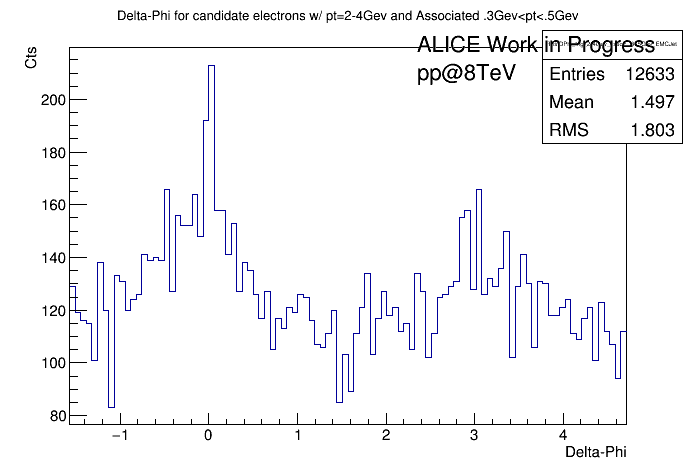 Delta-Phi for candidate electrons w/ pt=2-4Gev and Associated .3Gev<pt<.5Gev
ALICE Work in Progress
pp@8TeV
EMCJet
Entries 12633
Mean 1.497
RMS 1.803
Cts
200
180
160
140
120
100
80
−1 0 1 2 3 4
Delta-Phi